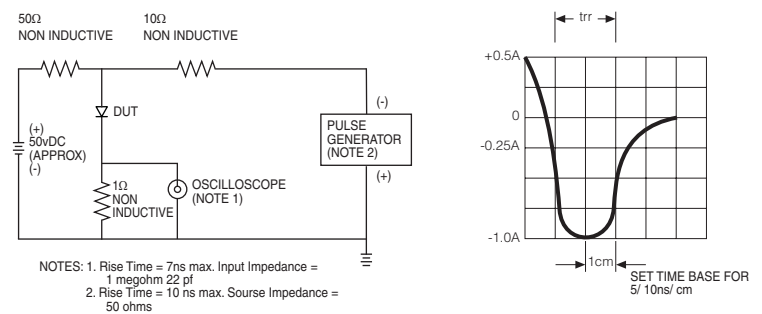 50Ω
NON INDUCTIVE
10Ω
NON INDUCTIVE
DUT
(+)
50vDC
(APPROX)
(-)
1Ω
NON
INDUCTIVE
OSCILLOSCOPE
(NOTE 1)
(-)
PULSE
GENERATOR
(NOTE 2)
(+)
NOTES: 1. Rise Time = 7ns max. Input Impedance =
1 megohm 22 pf
2. Rise Time = 10 ns max. Sourse Impedance =
50 ohms
trr
+0.5A
0
-0.25A
-1.0A
1cm
SET TIME BASE FOR
5/ 10ns/ cm